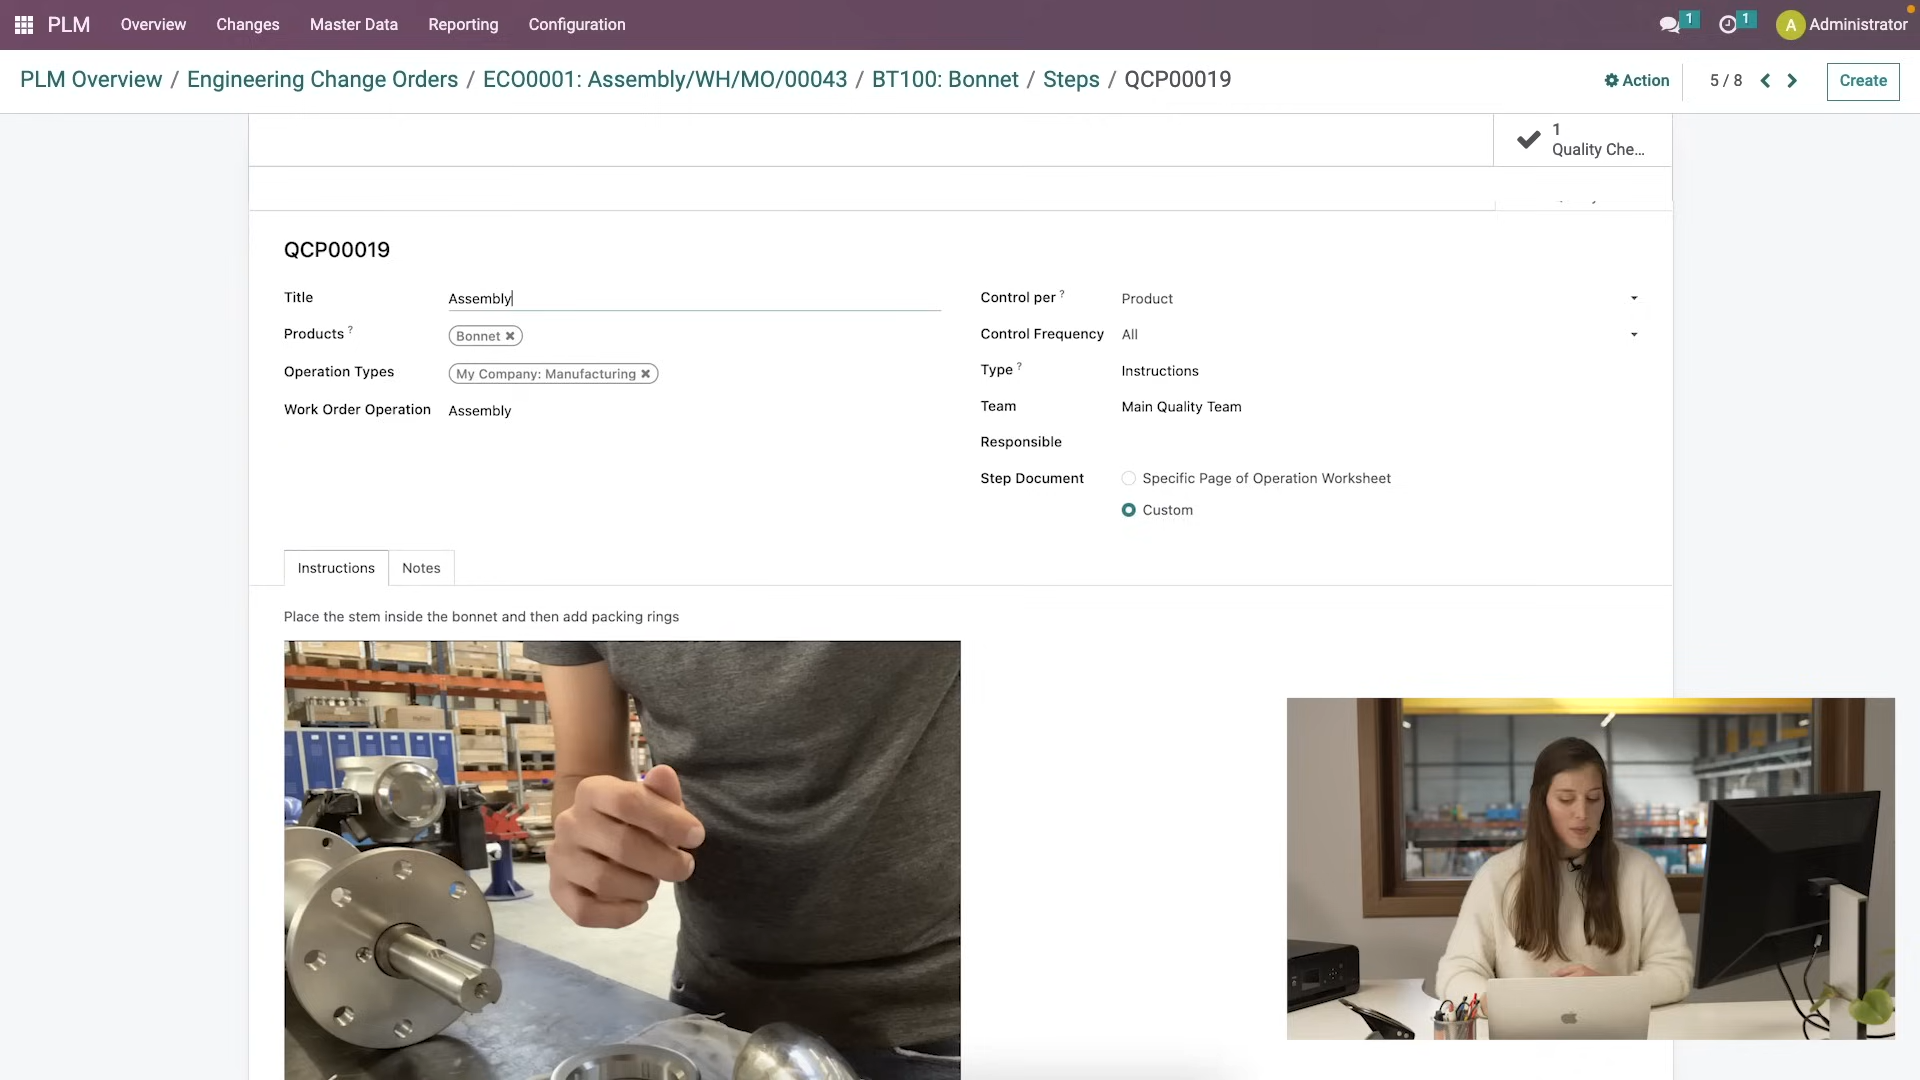 PLM Overview Changes Master Data Reporting Configuration 1 1 A Administrator
PLM Overview / Engineering Change Orders / ECO0001: Assembly/WH/MO/00043 / BT100: Bonnet / Steps / QCP00019 Action 5 / 8 Create
1
Quality Che...
QCP00019
Title Assembly
Products ? Bonnet ✖
Operation Types My Company: Manufacturing ✖
Work Order Operation Assembly
Control per ? Product
Control Frequency All
Type ? Instructions
Team Main Quality Team
Responsible
Step Document Specific Page of Operation Worksheet
Custom
Instructions Notes
Place the stem inside the bonnet and then add packing rings